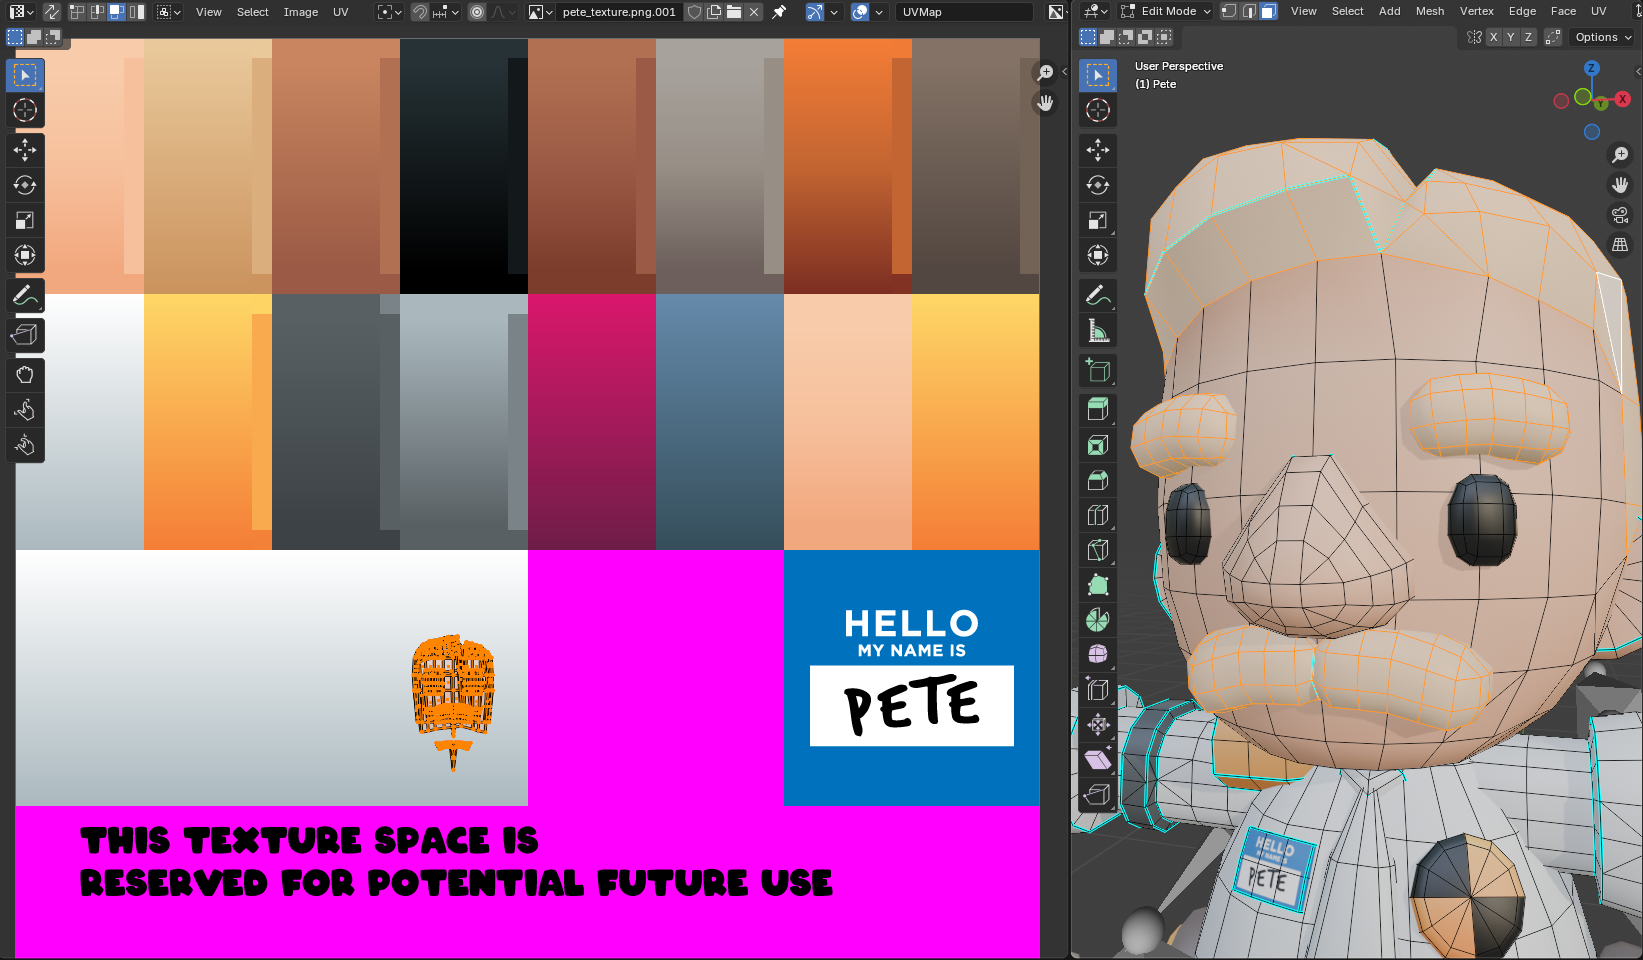 View Select Image UV pete_texture.png.001 UVMap
Edit Mode View Select Add Mesh Vertex Edge Face UV
X Y Z Options
User Perspective
(1) Pete
Z
X
Y
HELLO
MY NAME IS
PETE
THIS TEXTURE SPACE IS
RESERVED FOR POTENTIAL FUTURE USE
HELLO
MY NAME IS
PETE